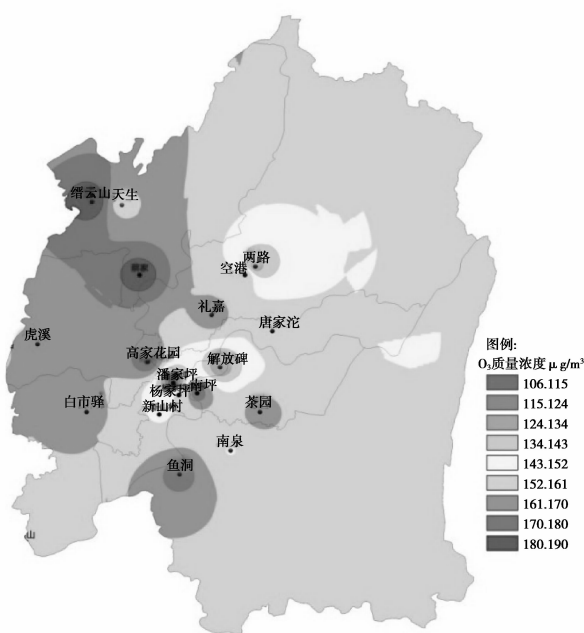 缙云山
天生
两路
空港
礼嘉
唐家沱
虎溪
高家花园
解放碑
潘家坪
杨家坪
南坪
新山村
白市驿
茶园
南泉
鱼洞
山
图例:
O₃质量浓度 μ g/m³
106.115
115.124
124.134
134.143
143.152
152.161
161.170
170.180
180.190